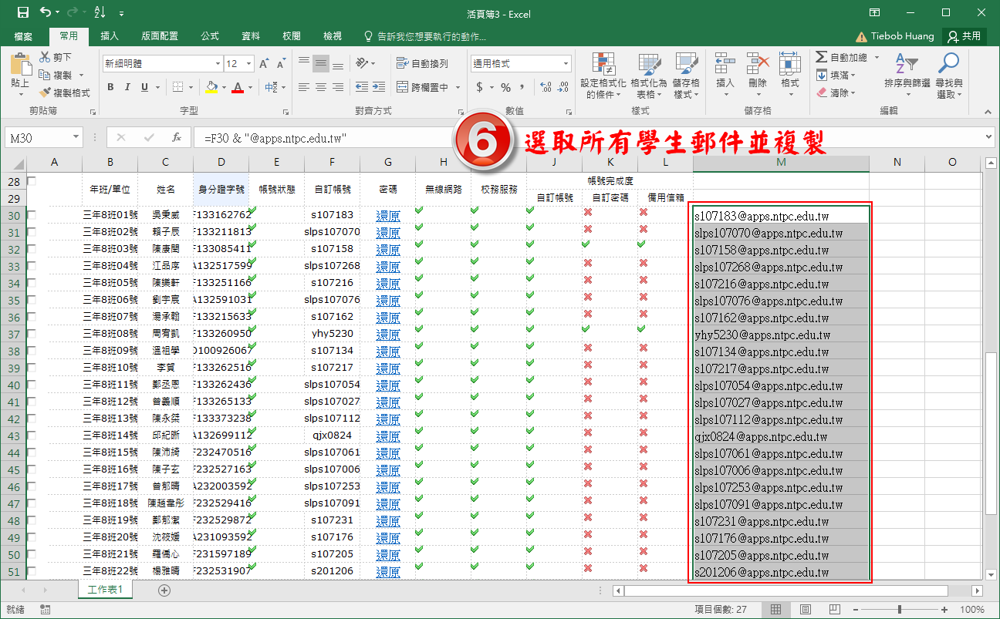 活頁簿3 - Excel
檔案 常用 插入 版面配置 公式 資料 校閱 檢視 告訴我您想要執行的動作... Tiebob Huang 共用
貼上 剪下 複製 複製格式 剪貼簿
新細明體 12 B I U 字型
自動換列 跨欄置中 對齊方式
通用格式 $ % , 數值
設定格式化的條件 格式化為表格 儲存格樣式 樣式
插入 刪除 格式 儲存格
自動加總 填滿 清除 排序與篩選 尋找與選取 編輯
M30 fx =F30 & "@apps.ntpc.edu.tw"
6 選取所有學生郵件並複製
A B C D E F G H J K L M N O
28 帳號完成度
年班/單位 姓名 身分證字號 帳號狀態 自訂帳號 密碼 無線網路 校務服務
29 自訂帳號 自訂密碼 備用信箱
30 三年8班01號 吳秉威 F133162762 s107183 還原 s107183@apps.ntpc.edu.tw
31 三年8班02號 賴子辰 F133211813 slps107070 還原 slps107070@apps.ntpc.edu.tw
32 三年8班03號 F133085411 s107158 還原 s107158@apps.ntpc.edu.tw
33 三年8班04號 江品序 A132517599 slps107268 還原 slps107268@apps.ntpc.edu.tw
34 三年8班05號 陳樂軒 F133251166 s107216 還原 s107216@apps.ntpc.edu.tw
35 三年8班06號 劉宇宸 A132591031 slps107076 還原 slps107076@apps.ntpc.edu.tw
36 三年8班07號 湯承翰 F133215633 s107162 還原 s107162@apps.ntpc.edu.tw
37 三年8班08號 周宥凱 F133260950 yhy5230 還原 yhy5230@apps.ntpc.edu.tw
38 三年8班09號 溫祖學 O100926067 s107134 還原 s107134@apps.ntpc.edu.tw
39 三年8班10號 李賀 F133262516 s107217 還原 s107217@apps.ntpc.edu.tw
40 三年8班11號 鄭丞恩 F133262436 slps107054 還原 slps107054@apps.ntpc.edu.tw
41 三年8班12號 曾義順 F133265133 slps107027 還原 slps107027@apps.ntpc.edu.tw
42 三年8班13號 陳永桀 F133373238 slps107112 還原 slps107112@apps.ntpc.edu.tw
43 三年8班14號 邱紀晣 A132699112 qjx0824 還原 qjx0824@apps.ntpc.edu.tw
44 三年8班15號 陳沛綺 F232470516 slps107061 還原 slps107061@apps.ntpc.edu.tw
45 三年8班16號 陳子玄 F232527163 slps107006 還原 slps107006@apps.ntpc.edu.tw
46 三年8班17號 曾郁晴 A232003592 slps107253 還原 slps107253@apps.ntpc.edu.tw
47 三年8班18號 陳趙韋彤 F232529416 slps107091 還原 slps107091@apps.ntpc.edu.tw
48 三年8班19號 鄭郁潔 F232529872 s107231 還原 s107231@apps.ntpc.edu.tw
49 三年8班20號 沈筱媛 A231093592 s107176 還原 s107176@apps.ntpc.edu.tw
50 三年8班21號 F231597189 s107205 還原 s107205@apps.ntpc.edu.tw
51 三年8班22號 楊雅晴 F232531907 s201206 還原 s201206@apps.ntpc.edu.tw
工作表1
就緒 項目個數: 27 100%